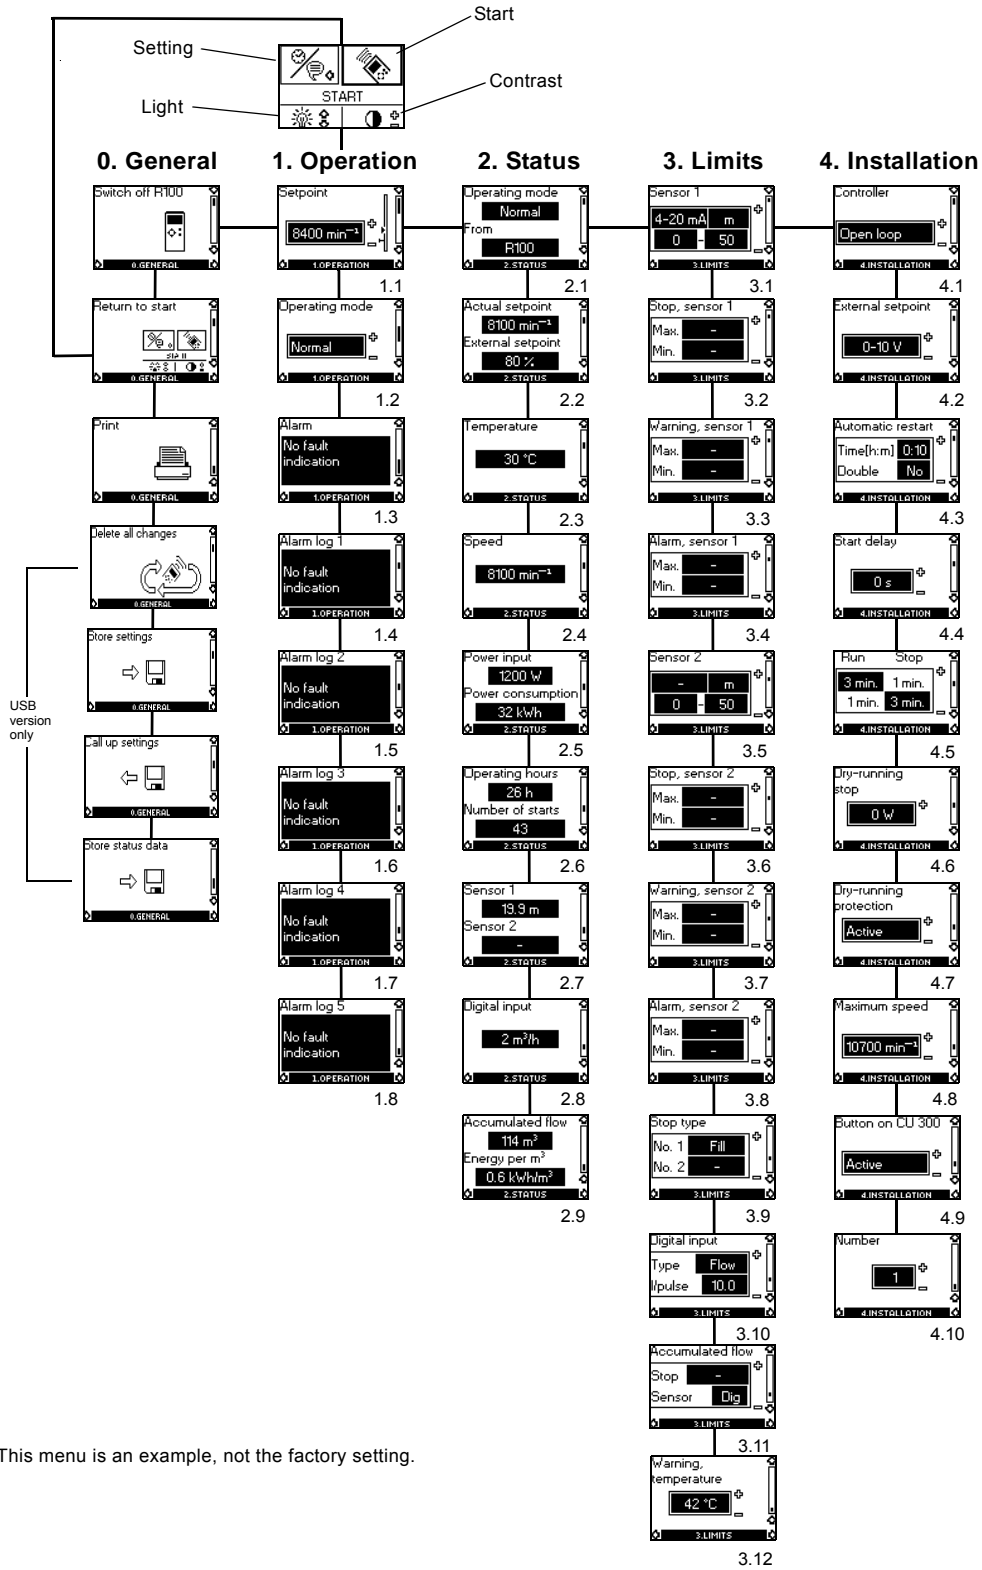 Start
Setting
START
Contrast
Light
0. General
Switch off R100
0.GENERAL
Return to start
START
0.GENERAL
Print
0.GENERAL
Delete all changes
0.GENERAL
Store settings
0.GENERAL
Call up settings
0.GENERAL
Store status data
0.GENERAL
USB
version
only
1. Operation
Setpoint
8400 min⁻¹
1.OPERATION
1.1
Operating mode
Normal
1.OPERATION
1.2
Alarm
No fault
indication
1.OPERATION
1.3
Alarm log 1
No fault
indication
1.OPERATION
1.4
Alarm log 2
No fault
indication
1.OPERATION
1.5
Alarm log 3
No fault
indication
1.OPERATION
1.6
Alarm log 4
No fault
indication
1.OPERATION
1.7
Alarm log 5
No fault
indication
1.OPERATION
1.8
2. Status
Operating mode
Normal
From
R100
2.STATUS
2.1
Actual setpoint
8100 min⁻¹
External setpoint
80 %
2.STATUS
2.2
Temperature
30 °C
2.STATUS
2.3
Speed
8100 min⁻¹
2.STATUS
2.4
Power input
1200 W
Power consumption
32 kWh
2.STATUS
2.5
Operating hours
26 h
Number of starts
43
2.STATUS
2.6
Sensor 1
19.9 m
Sensor 2
-
2.STATUS
2.7
Digital input
2 m³/h
2.STATUS
2.8
Accumulated flow
114 m³
Energy per m³
0.6 kWh/m³
2.STATUS
2.9
3. Limits
Sensor 1
4-20 mA m
0 - 50
3.LIMITS
3.1
Stop, sensor 1
Max. -
Min. -
3.LIMITS
3.2
Warning, sensor 1
Max. -
Min. -
3.LIMITS
3.3
Alarm, sensor 1
Max. -
Min. -
3.LIMITS
3.4
Sensor 2
- m
0 - 50
3.LIMITS
3.5
Stop, sensor 2
Max. -
Min. -
3.LIMITS
3.6
Warning, sensor 2
Max. -
Min. -
3.LIMITS
3.7
Alarm, sensor 2
Max. -
Min. -
3.LIMITS
3.8
Stop type
No. 1 Fill
No. 2 -
3.LIMITS
3.9
Digital input
Type Flow
l/pulse 10.0
3.LIMITS
3.10
Accumulated flow
Stop -
Sensor Dig
3.LIMITS
3.11
Warning,
temperature
42 °C
3.LIMITS
3.12
4. Installation
Controller
Open loop
4.INSTALLATION
4.1
External setpoint
0-10 V
4.INSTALLATION
4.2
Automatic restart
Time[h:m] 0:10
Double No
4.INSTALLATION
4.3
Start delay
0 s
4.INSTALLATION
4.4
Run Stop
3 min. 1 min.
1 min. 3 min.
4.INSTALLATION
4.5
Dry-running
stop
0 W
4.INSTALLATION
4.6
Dry-running
protection
Active
4.INSTALLATION
4.7
Maximum speed
10700 min⁻¹
4.INSTALLATION
4.8
Button on CU 300
Active
4.INSTALLATION
4.9
Number
1
4.INSTALLATION
4.10
This menu is an example, not the factory setting.